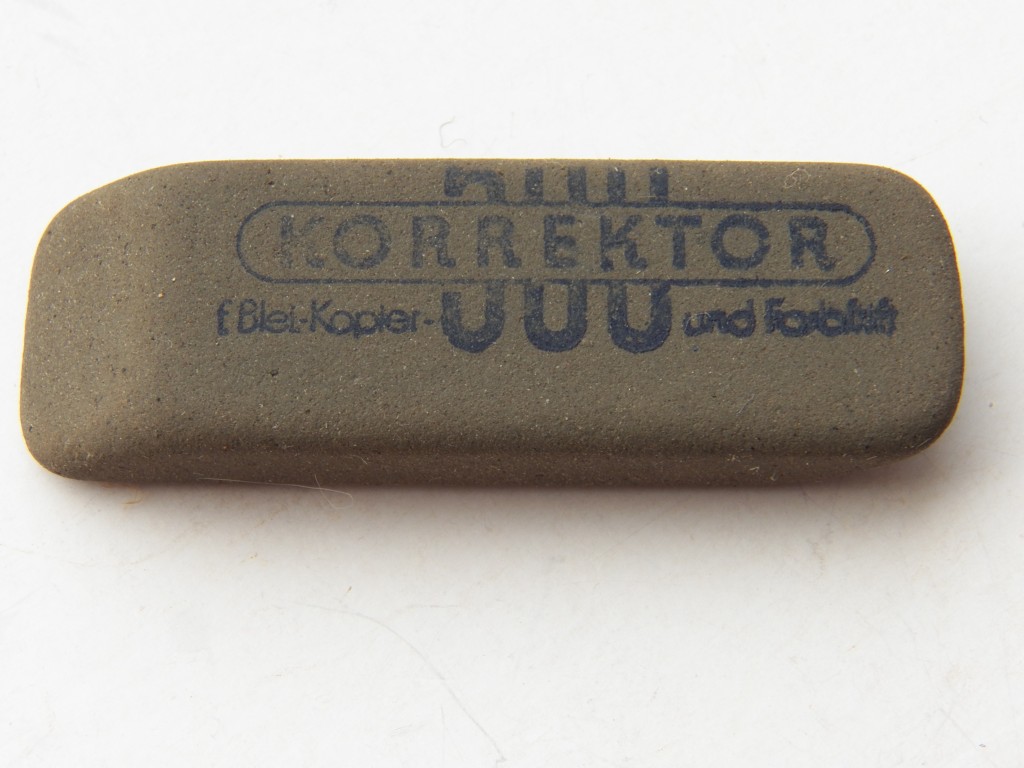 KORREKTOR
f Blei-Kopier- und Farbstift